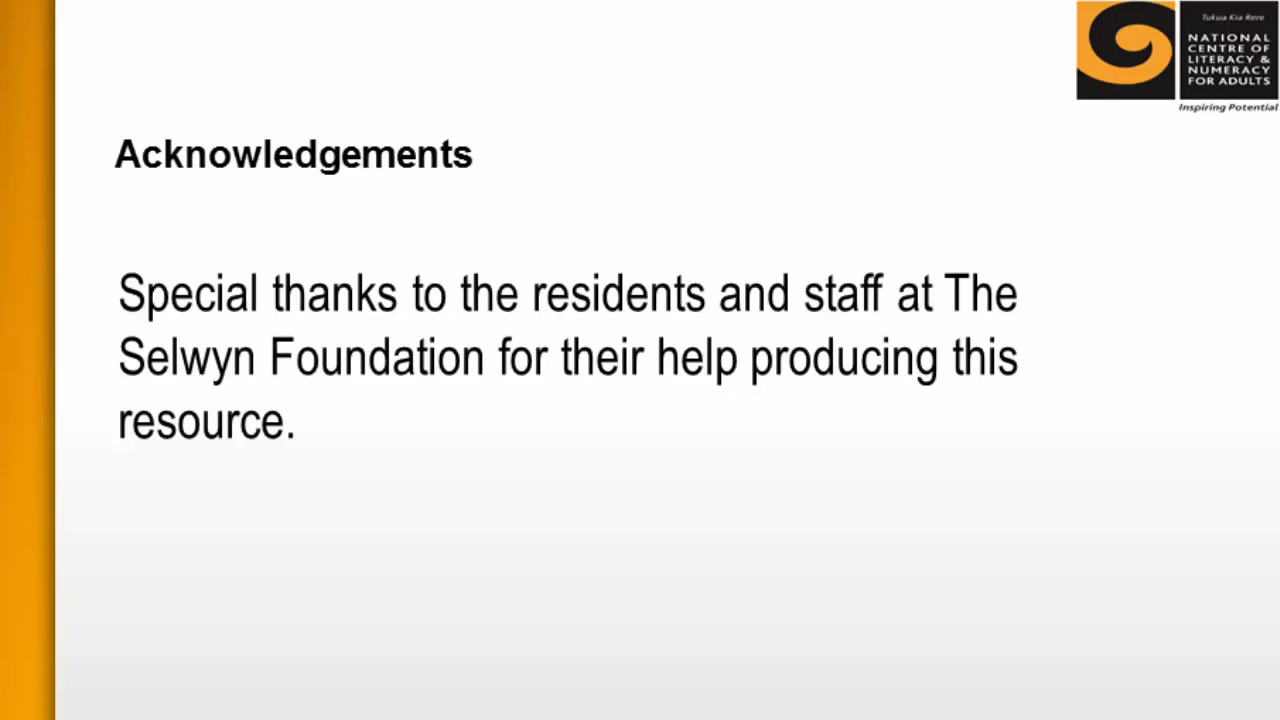 Tukua Kia Rere
NATIONAL
CENTRE OF
LITERACY &
NUMERACY
FOR ADULTS
Inspiring Potential
Acknowledgements
Special thanks to the residents and staff at The
Selwyn Foundation for their help producing this
resource.